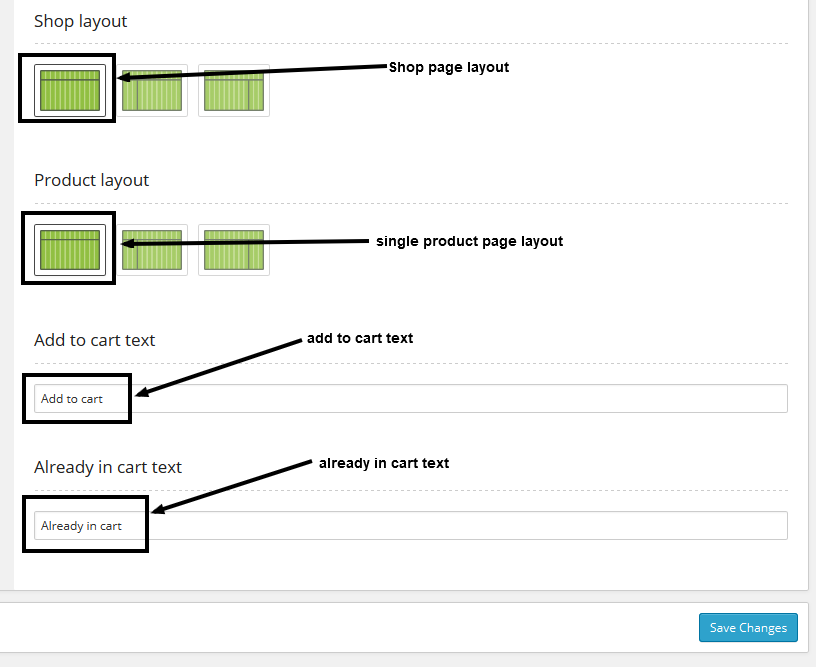 Shop layout
Shop page layout
Product layout
single product page layout
Add to cart text
add to cart text
Add to cart
Already in cart text
already in cart text
Already in cart
Save Changes